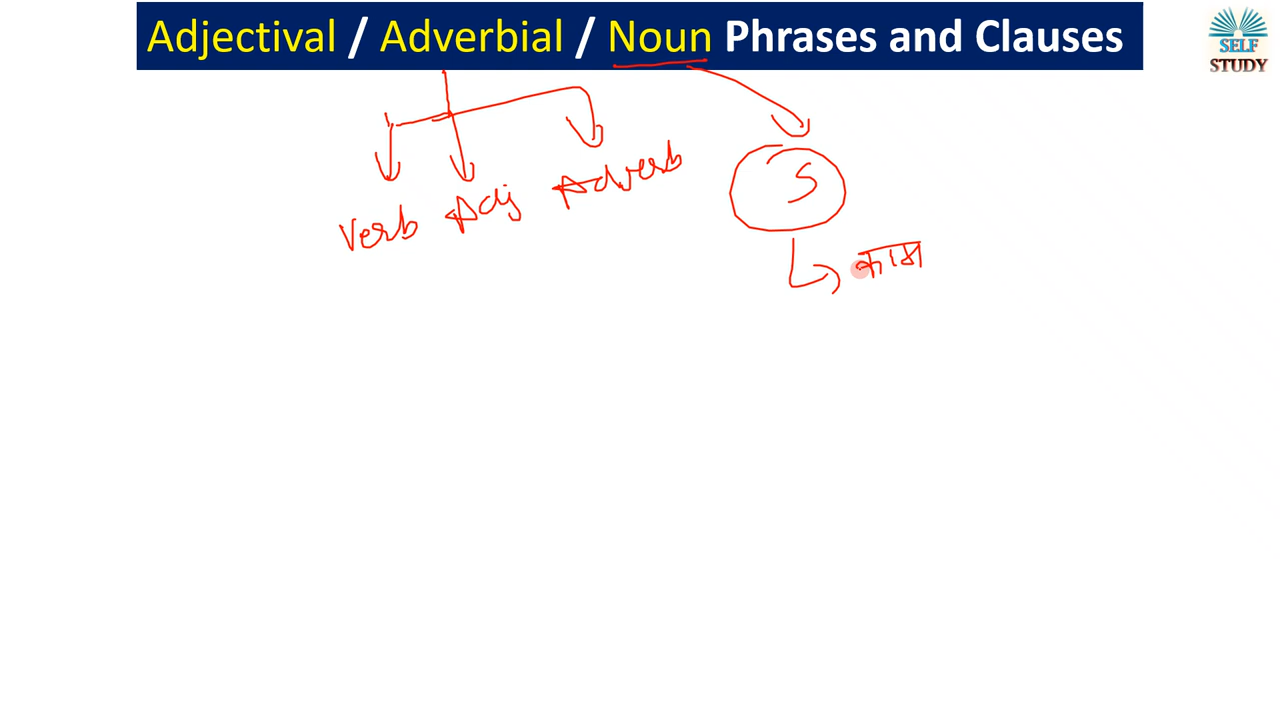 Adjectival / Adverbial / Noun Phrases and Clauses
SELF
STUDY
Verb Adj Adverb
S
काम